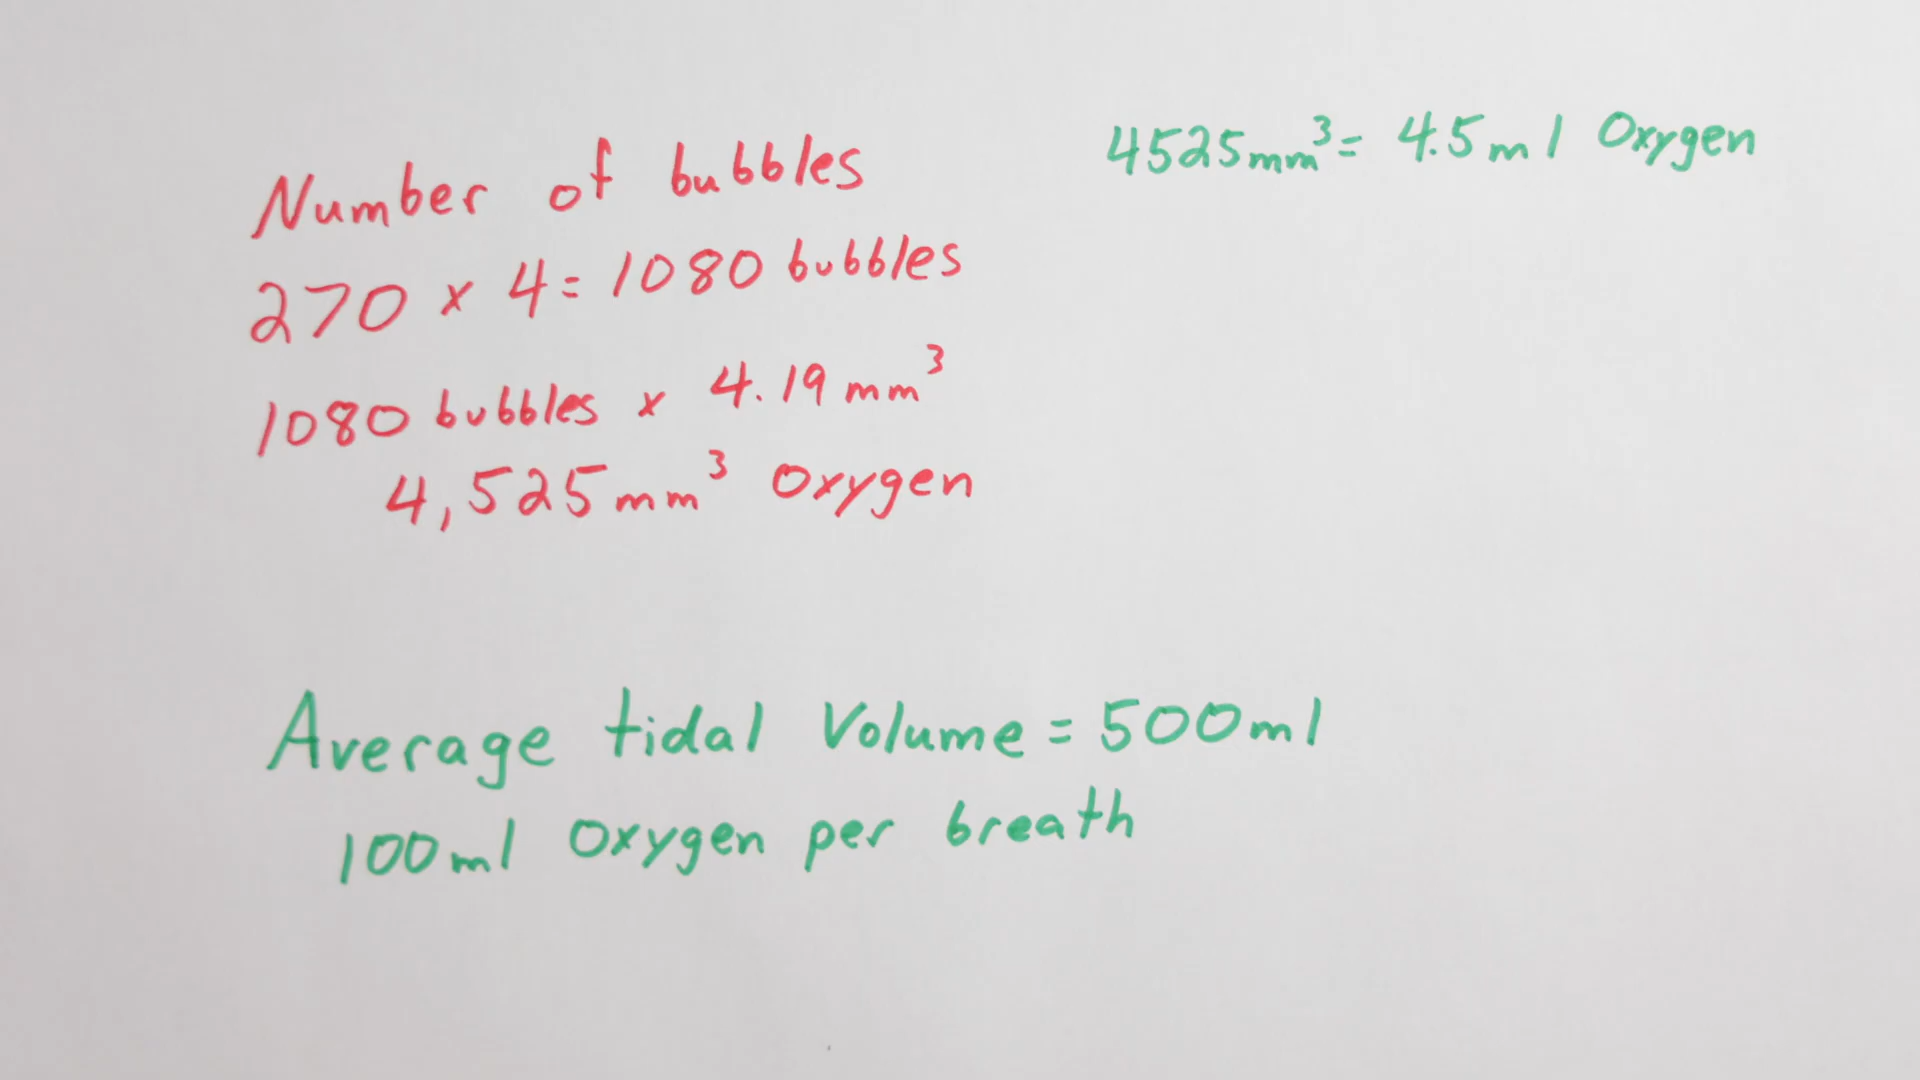 Number of bubbles
270 x 4 = 1080 bubbles
1080 bubbles x 4.19 mm³
4,525mm³ Oxygen
4525mm³ = 4.5ml Oxygen
Average tidal Volume = 500ml
100ml Oxygen per breath